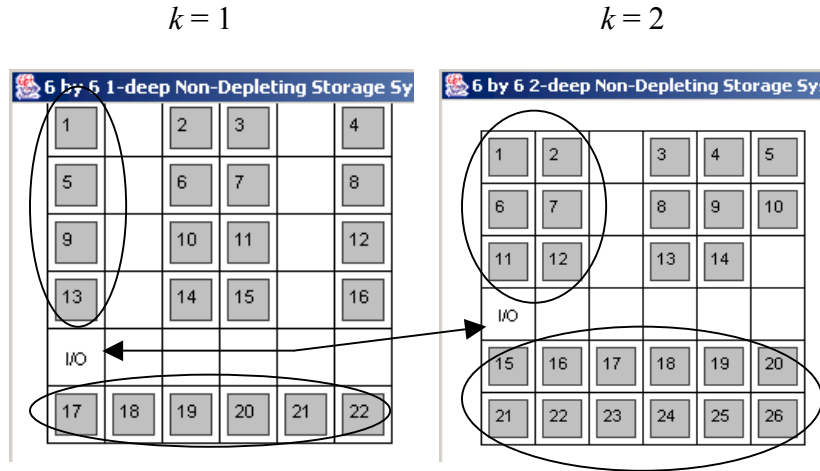 k = 1
k = 2
6 by 6 1-deep Non-Depleting Storage Sy
1 2 3 4
5 6 7 8
9 10 11 12
13 14 15 16
I/O
17 18 19 20 21 22
6 by 6 2-deep Non-Depleting Storage Sy
1 2 3 4 5
6 7 8 9 10
11 12 13 14
I/O
15 16 17 18 19 20
21 22 23 24 25 26